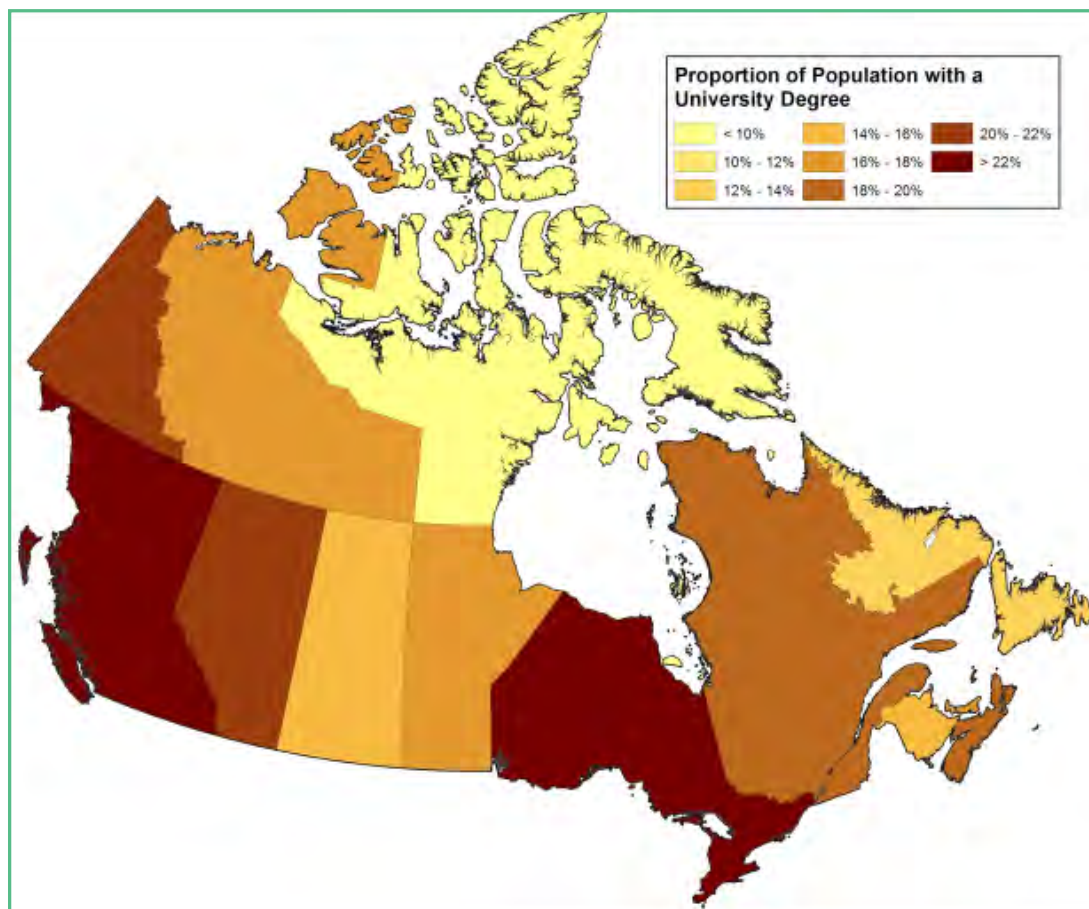 Proportion of Population with a
University Degree
< 10%
10% - 12%
12% - 14%
14% - 16%
16% - 18%
18% - 20%
20% - 22%
> 22%